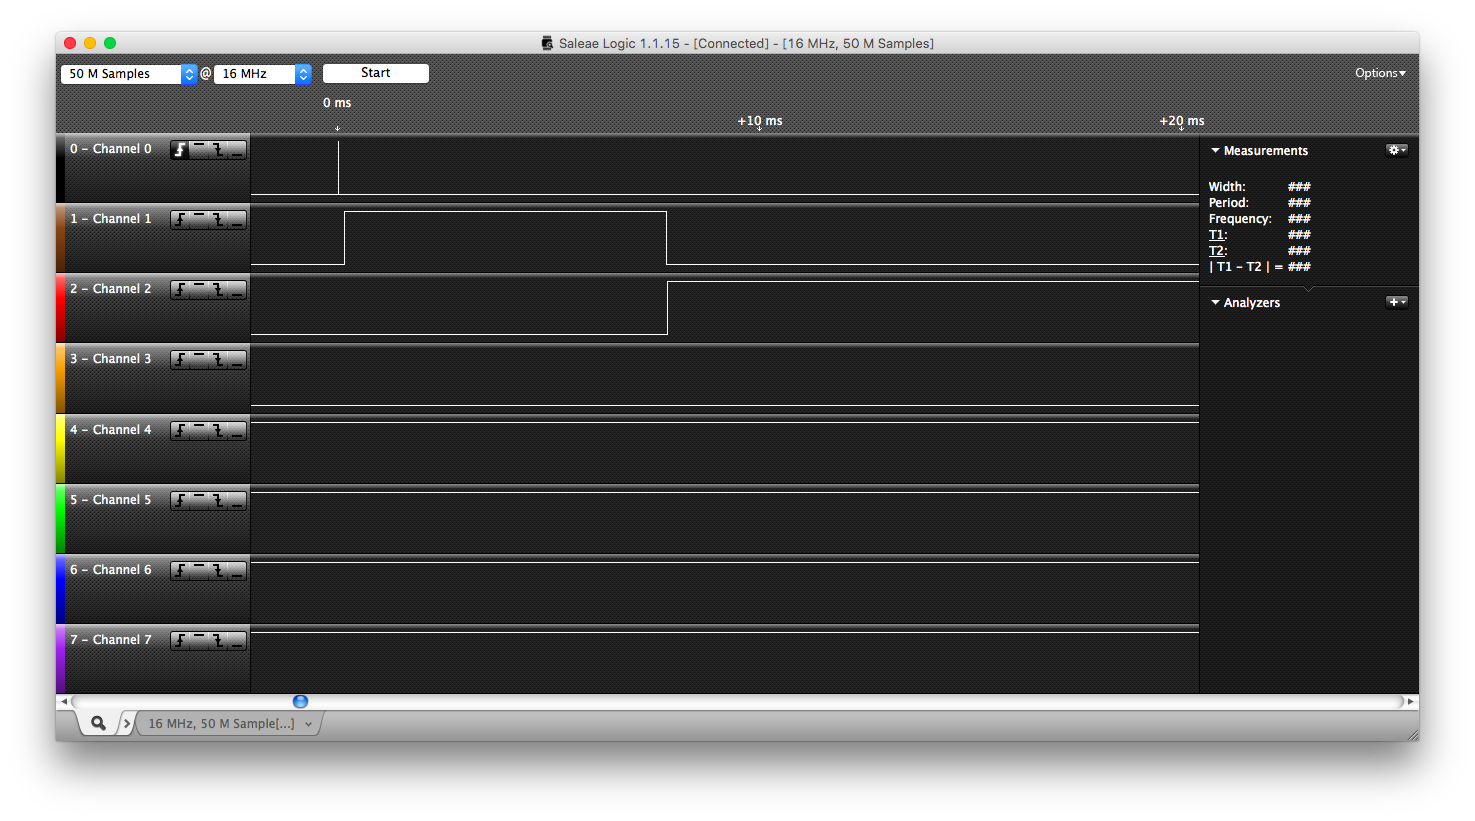 Saleae Logic 1.1.15 - [Connected] - [16 MHz, 50 M Samples]
50 M Samples @ 16 MHz Start Options
0 ms
+10 ms +20 ms
0 - Channel 0
1 - Channel 1
2 - Channel 2
3 - Channel 3
4 - Channel 4
5 - Channel 5
6 - Channel 6
7 - Channel 7
Measurements
Width: ###
Period: ###
Frequency: ###
T1: ###
T2: ###
| T1 - T2 | = ###
Analyzers
16 MHz, 50 M Sample[...]